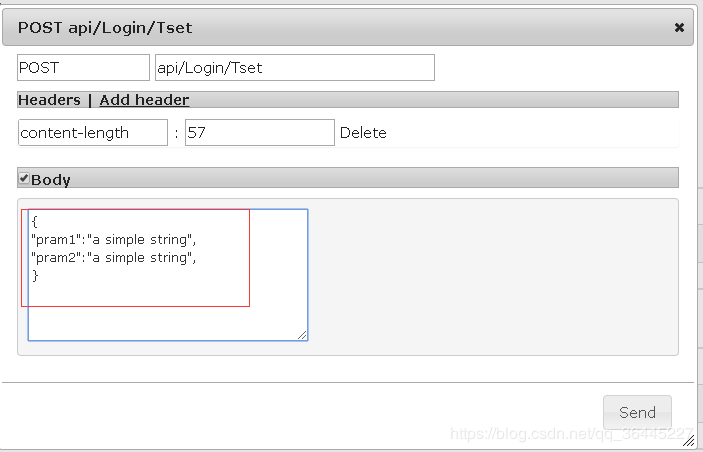 POST api/Login/Tset
POST api/Login/Tset
Headers | Add header
content-length : 57 Delete
Body
{
"pram1":"a simple string",
"pram2":"a simple string",
}
Send
https://blog.csdn.net/qq_36445227